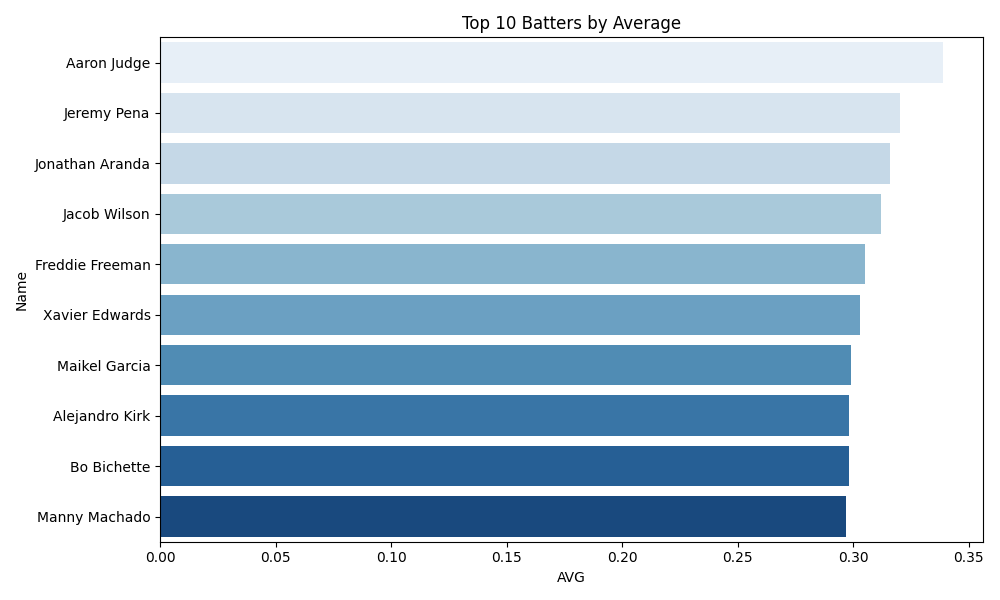 Top 10 Batters by Average
Name
Aaron Judge
Jeremy Pena
Jonathan Aranda
Jacob Wilson
Freddie Freeman
Xavier Edwards
Maikel Garcia
Alejandro Kirk
Bo Bichette
Manny Machado
0.00 0.05 0.10 0.15 0.20 0.25 0.30 0.35
AVG